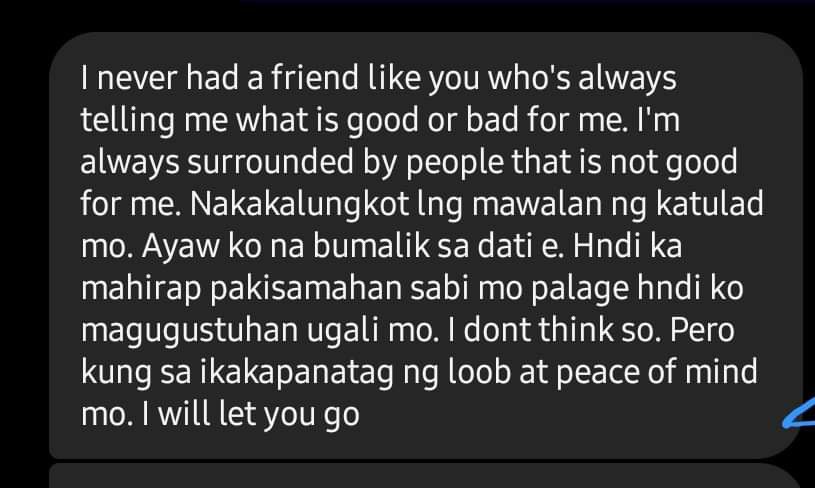 I never had a friend like you who's always
telling me what is good or bad for me. I'm
always surrounded by people that is not good
for me. Nakakalungkot lng mawalan ng katulad
mo. Ayaw ko na bumalik sa dati e. Hndi ka
mahirap pakisamahan sabi mo palage hndi ko
magugustuhan ugali mo. I dont think so. Pero
kung sa ikakapanatag ng loob at peace of mind
mo. I will let you go